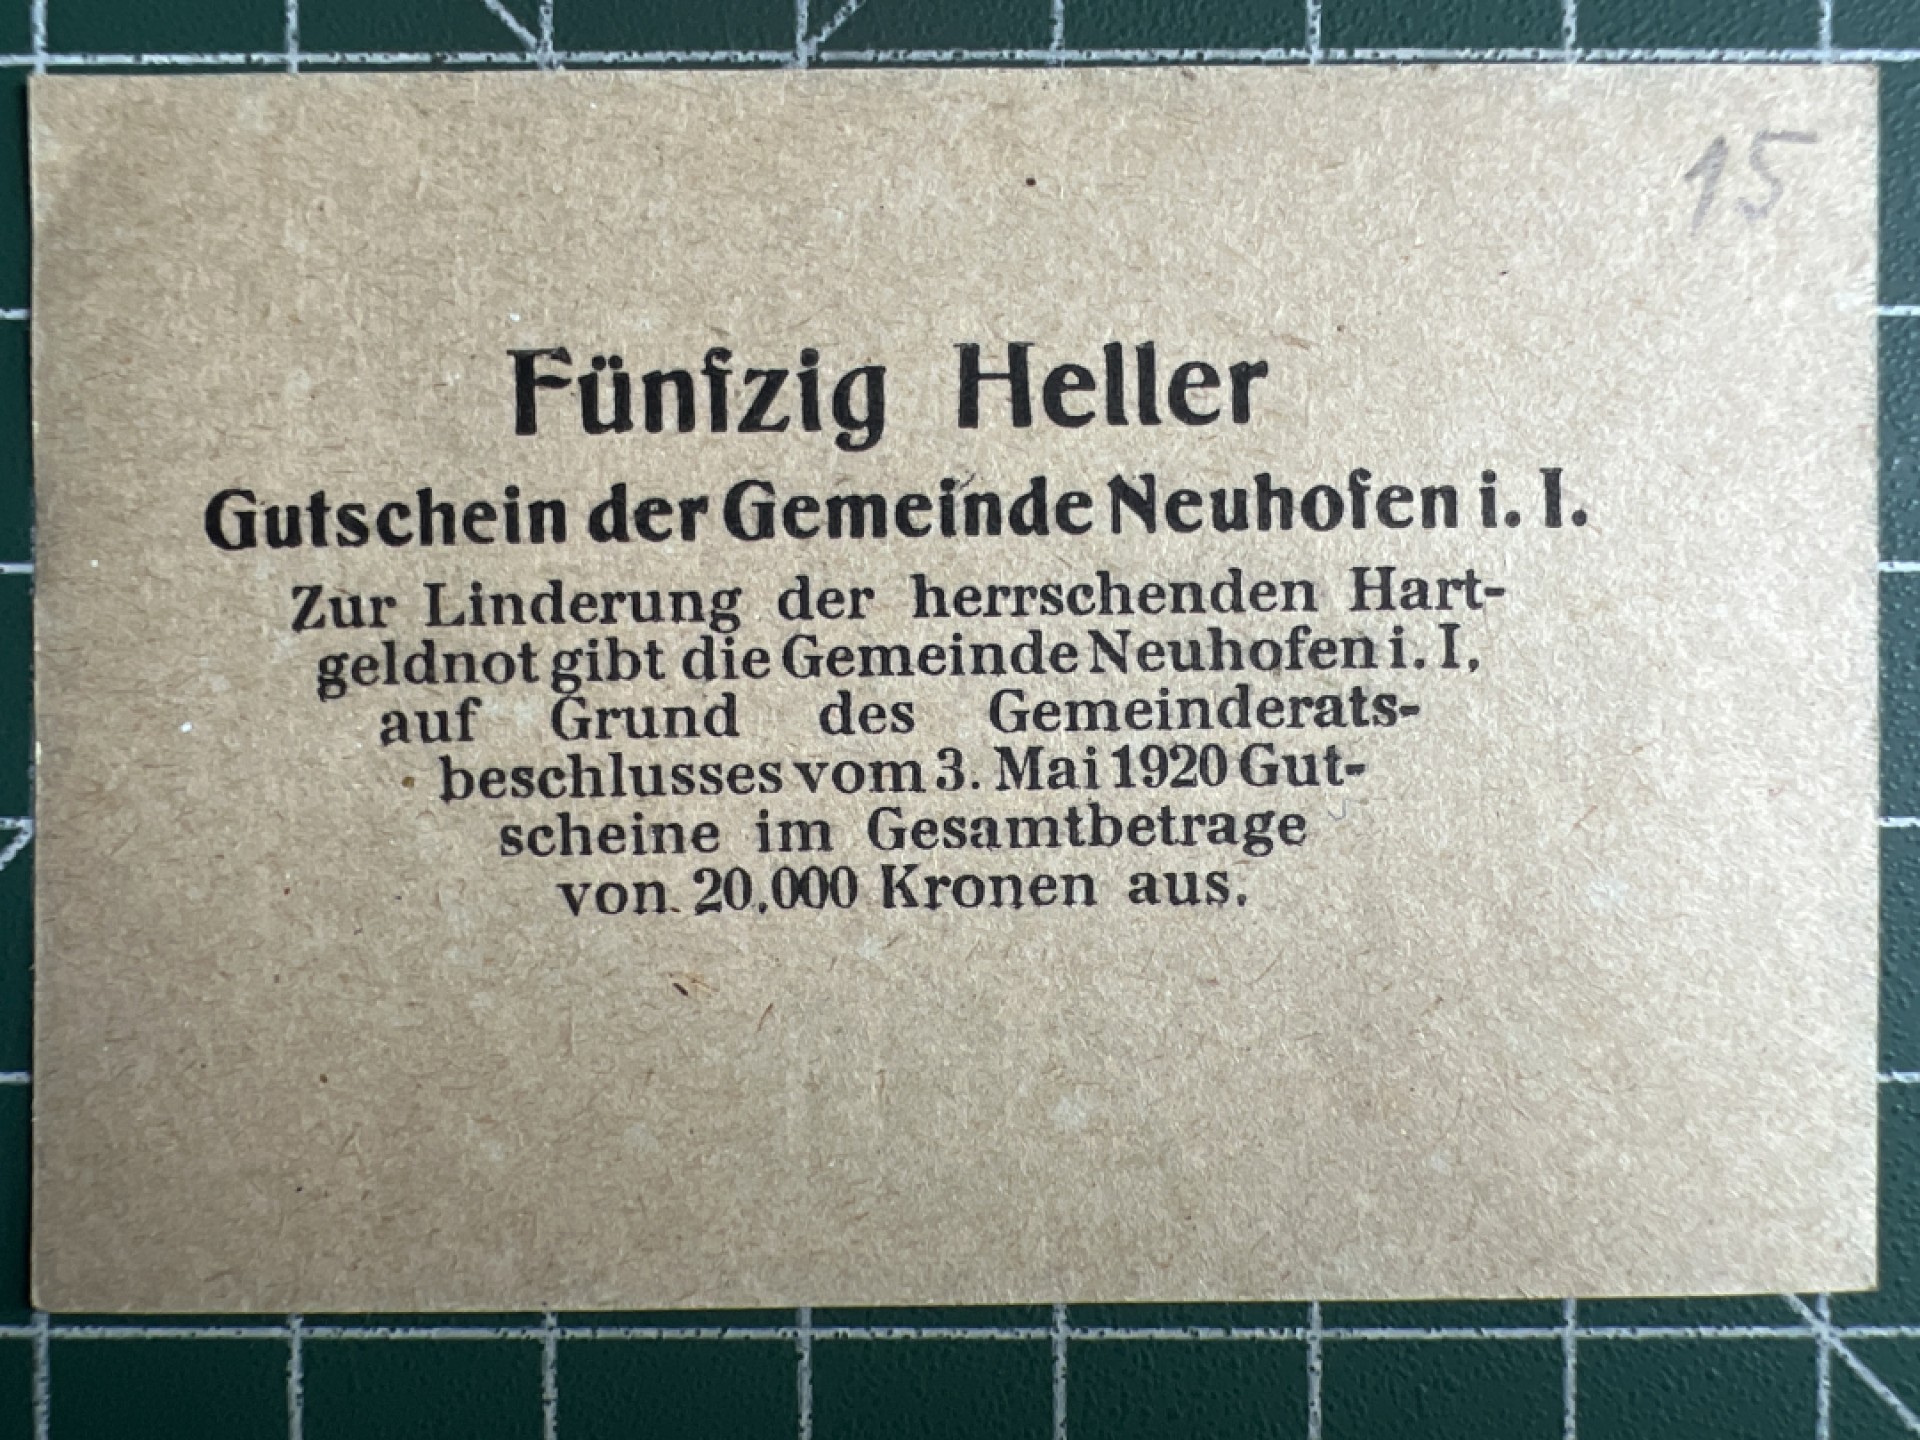 15
Fünfzig Heller
Gutschein der Gemeinde Neuhofen i. I.
Zur Linderung der herrschenden Hart-
geldnot gibt die Gemeinde Neuhofen i. I.
auf Grund des Gemeinderats-
beschlusses vom 3. Mai 1920 Gut-
scheine im Gesamtbetrage
von 20.000 Kronen aus.